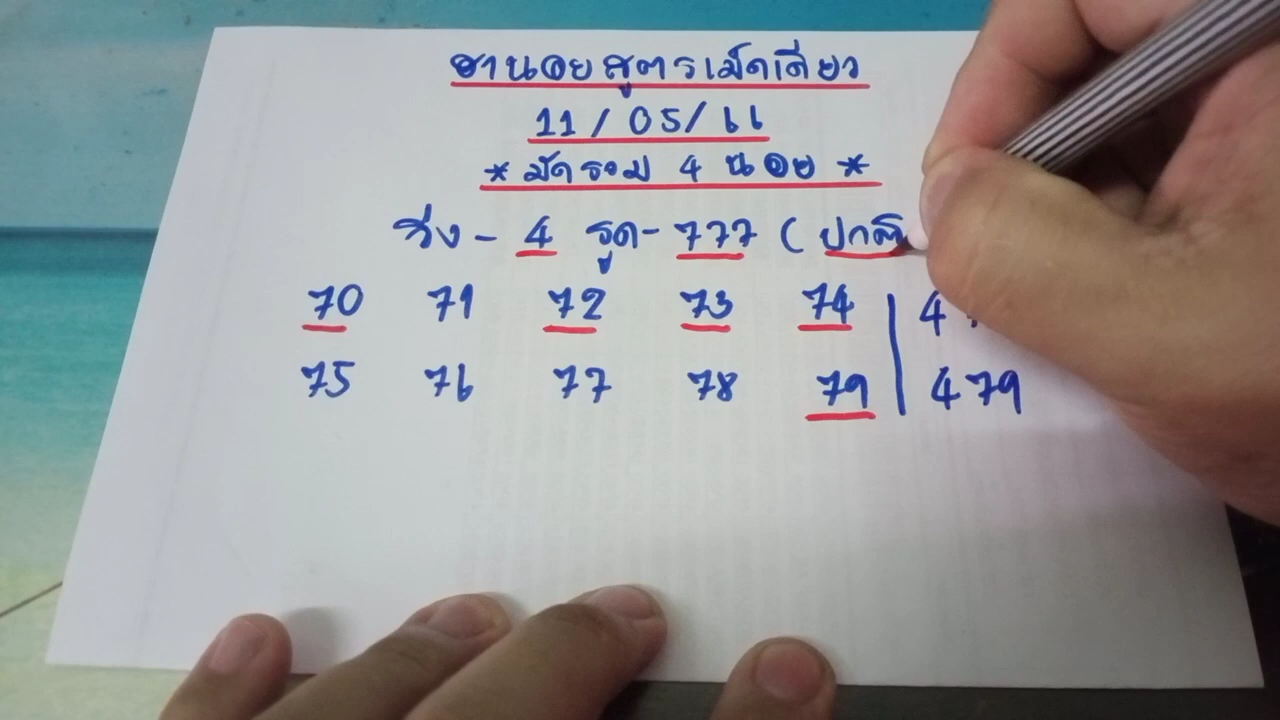 ฮานอยสูตรเม็ดเดียว
11/05/66
*มัดรวม 4 นอย*
วิ่ง - 4 รูด - 777 (ปกติ
70 71 72 73 74 | 4
75 76 77 78 79 | 479